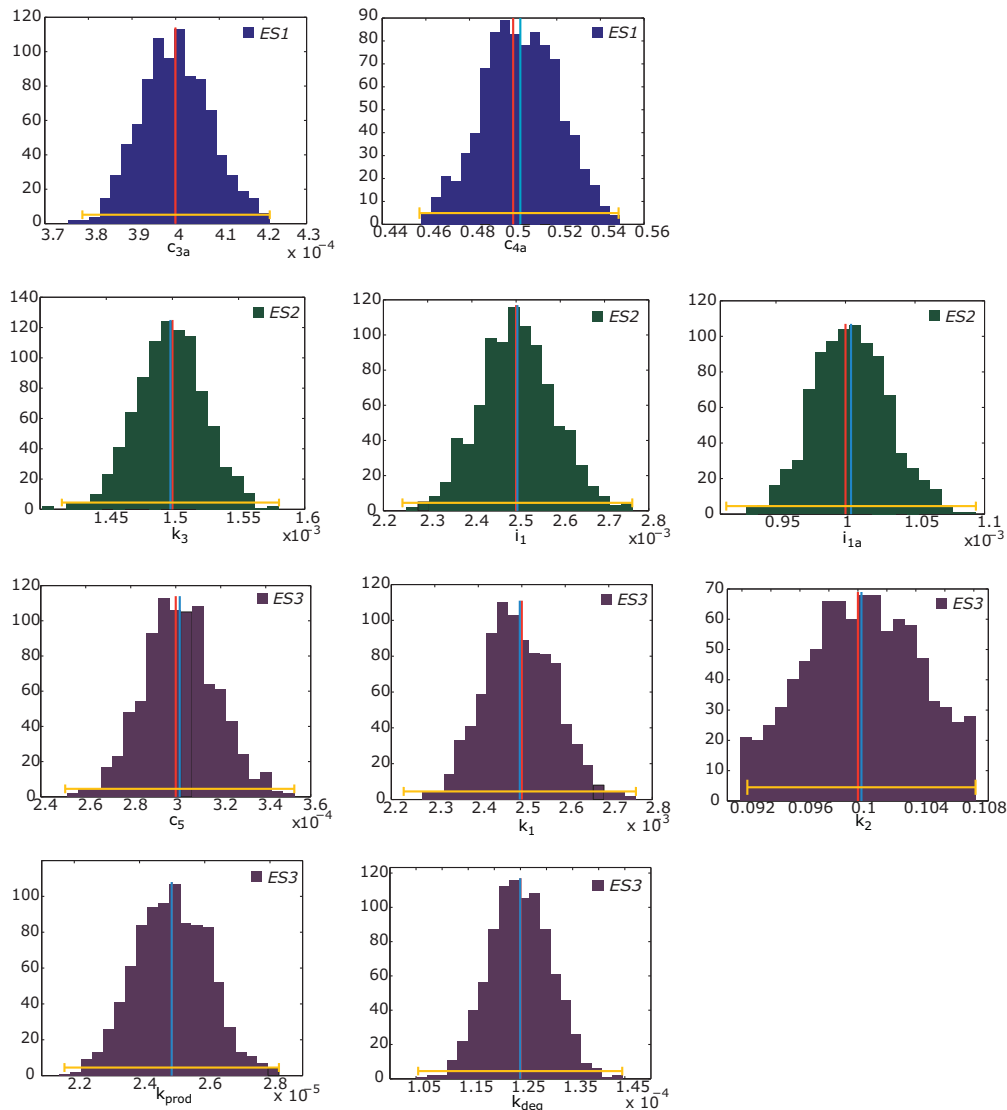 120
100
80
60
40
20
0
ES1
3.7 3.8 3.9 4 4.1 4.2 4.3
c3a
x 10⁻⁴
90
80
70
60
50
40
30
20
10
0
ES1
0.44 0.46 0.48 0.5 0.52 0.54 0.56
c4a
140
120
100
80
60
40
20
0
ES2
1.45 1.5 1.55 1.6
k3
x10⁻³
120
100
80
60
40
20
0
ES2
2.2 2.3 2.4 2.5 2.6 2.7 2.8
i1
x10⁻³
120
100
80
60
40
20
0
ES2
0.95 1 1.05 1.1
i1a
x10⁻³
120
100
80
60
40
20
0
ES3
2.4 2.6 2.8 3 3.2 3.4 3.6
c5
x10⁻⁴
120
100
80
60
40
20
0
ES3
2.2 2.3 2.4 2.5 2.6 2.7 2.8
k1
x 10⁻³
70
60
50
40
30
20
10
0
ES3
0.092 0.096 0.1 0.104 0.108
k2
100
80
60
40
20
0
ES3
2.2 2.4 2.6 2.8
kprod
x 10⁻⁵
100
80
60
40
20
0
ES3
1.05 1.15 1.25 1.35 1.45
kdeg
x 10⁻⁴